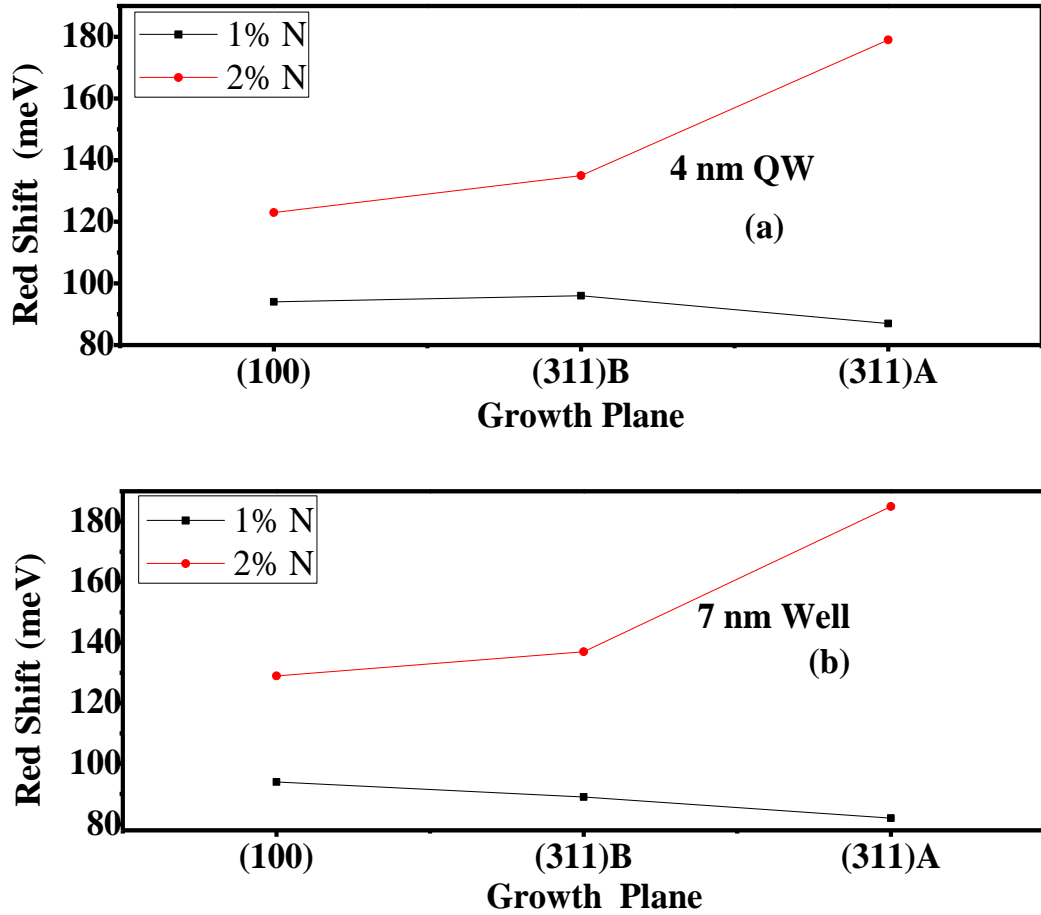 1% N
2% N
180
160
140
120
100
80
Red Shift (meV)
4 nm QW
(a)
(100)
(311)B
(311)A
Growth Plane
1% N
2% N
180
160
140
120
100
80
Red Shift (meV)
7 nm Well
(b)
(100)
(311)B
(311)A
Growth Plane